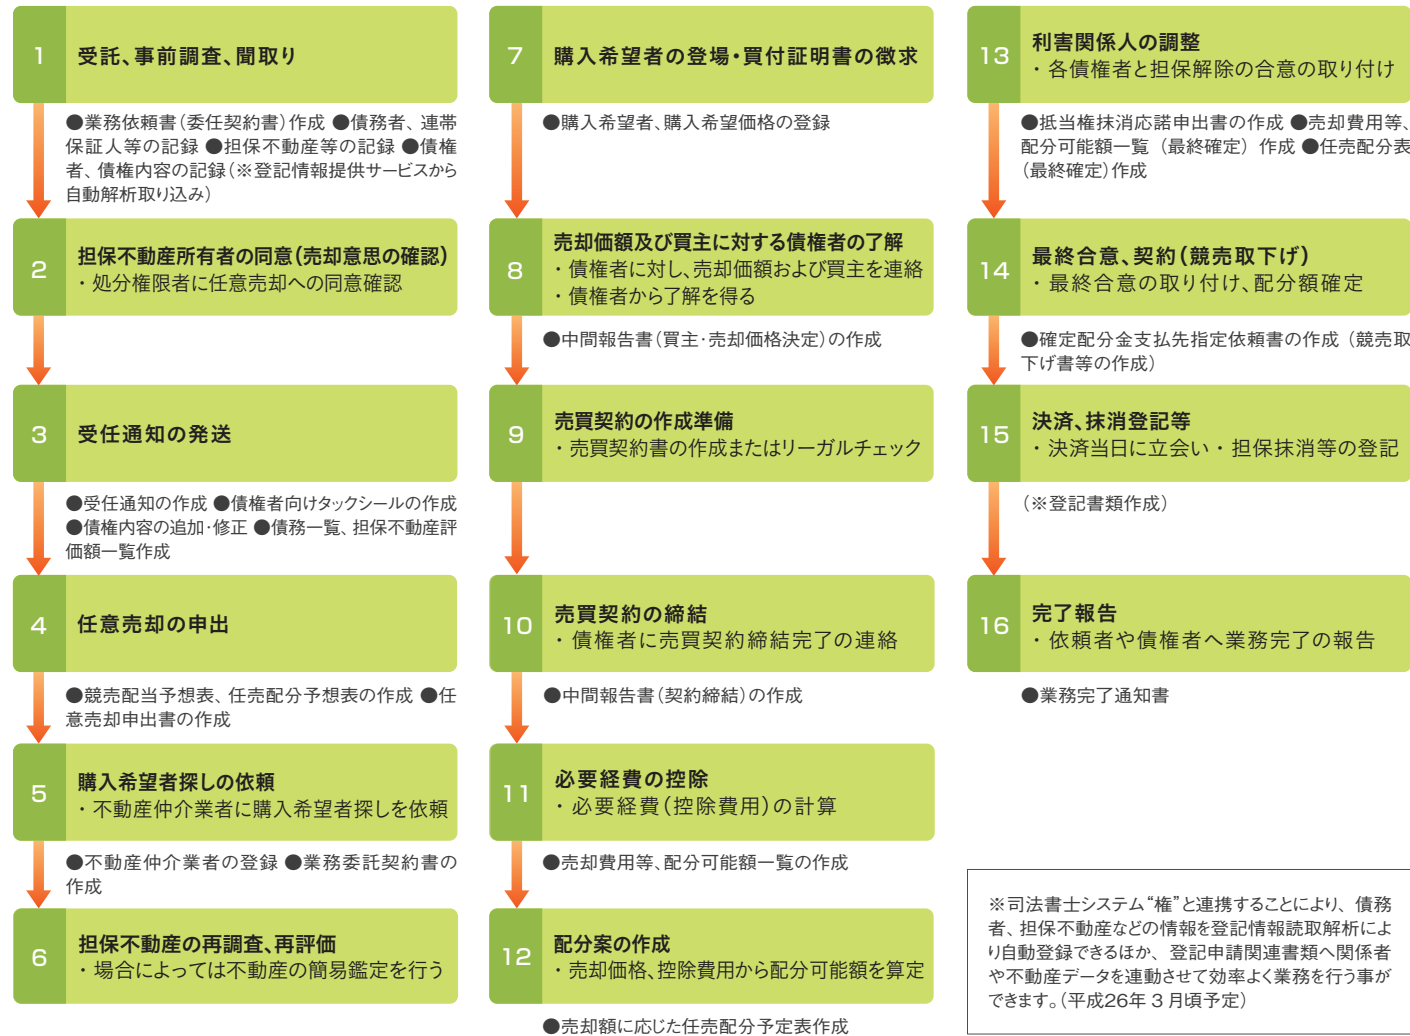 1
受託、事前調査、聞取り
●業務依頼書（委任契約書）作成 ●債務者、連帯
保証人等の記録 ●担保不動産等の記録 ●債権
者、債権内容の記録（※登記情報提供サービスから
自動解析取り込み）
2
担保不動産所有者の同意（売却意思の確認）
・処分権限者に任意売却への同意確認
3
受任通知の発送
●受任通知の作成 ●債権者向けタックシールの作成
●債権内容の追加・修正 ●債務一覧、担保不動産評
価額一覧作成
4
任意売却の申出
●競売配当予想表、任売配分予想表の作成 ●任
意売却申出書の作成
5
購入希望者探しの依頼
・不動産仲介業者に購入希望者探しを依頼
●不動産仲介業者の登録 ●業務委託契約書の
作成
6
担保不動産の再調査、再評価
・場合によっては不動産の簡易鑑定を行う
7
購入希望者の登場・買付証明書の徴求
●購入希望者、購入希望価格の登録
8
売却価額及び買主に対する債権者の了解
・債権者に対し、売却価額および買主を連絡
・債権者から了解を得る
●中間報告書（買主・売却価格決定）の作成
9
売買契約の作成準備
・売買契約書の作成またはリーガルチェック
10
売買契約の締結
・債権者に売買契約締結完了の連絡
●中間報告書（契約締結）の作成
11
必要経費の控除
・必要経費（控除費用）の計算
●売却費用等、配分可能額一覧の作成
12
配分案の作成
・売却価格、控除費用から配分可能額を算定
●売却額に応じた任売配分予定表作成
13
利害関係人の調整
・各債権者と担保解除の合意の取り付け
●抵当権抹消応諾申出書の作成 ●売却費用等、
配分可能額一覧（最終確定）作成 ●任売配分表
（最終確定）作成
14
最終合意、契約（競売取下げ）
・最終合意の取り付け、配分額確定
●確定配分金支払先指定依頼書の作成（競売取
下げ書等の作成）
15
決済、抹消登記等
・決済当日に立会い・担保抹消等の登記
（※登記書類作成）
16
完了報告
・依頼者や債権者へ業務完了の報告
●業務完了通知書
※司法書士システム“権”と連携することにより、債務
者、担保不動産などの情報を登記情報読取解析によ
り自動登録できるほか、登記申請関連書類へ関係者
や不動産データを連動させて効率よく業務を行う事が
できます。（平成26年3月頃予定）